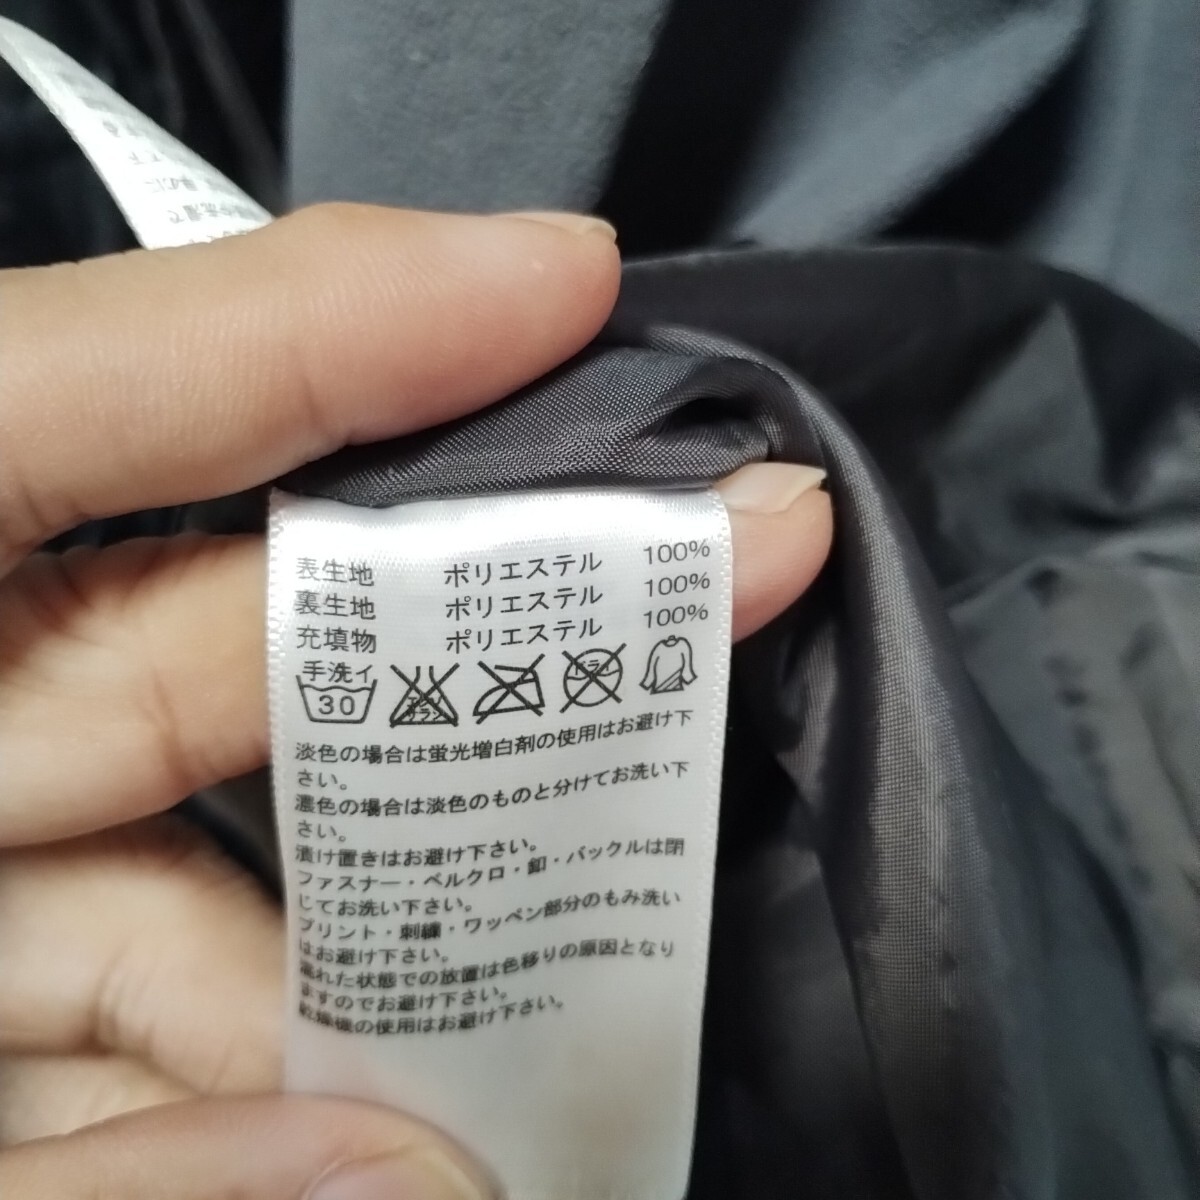 表生地 ポリエステル 100%
裏生地 ポリエステル 100%
充填物 ポリエステル 100%
手洗イ
30
エンソ
サラシ
ドライ
淡色の場合は蛍光増白剤の使用はお避け下
さい。
濃色の場合は淡色のものと分けてお洗い下
さい。
漬け置きはお避け下さい。
ファスナー・ベルクロ・釦・バックルは閉
じてお洗い下さい。
プリント・刺繍・ワッペン部分のもみ洗い
はお避け下さい。
濡れた状態での放置は色移りの原因となり
ますのでお避け下さい。
乾燥機の使用はお避け下さい。